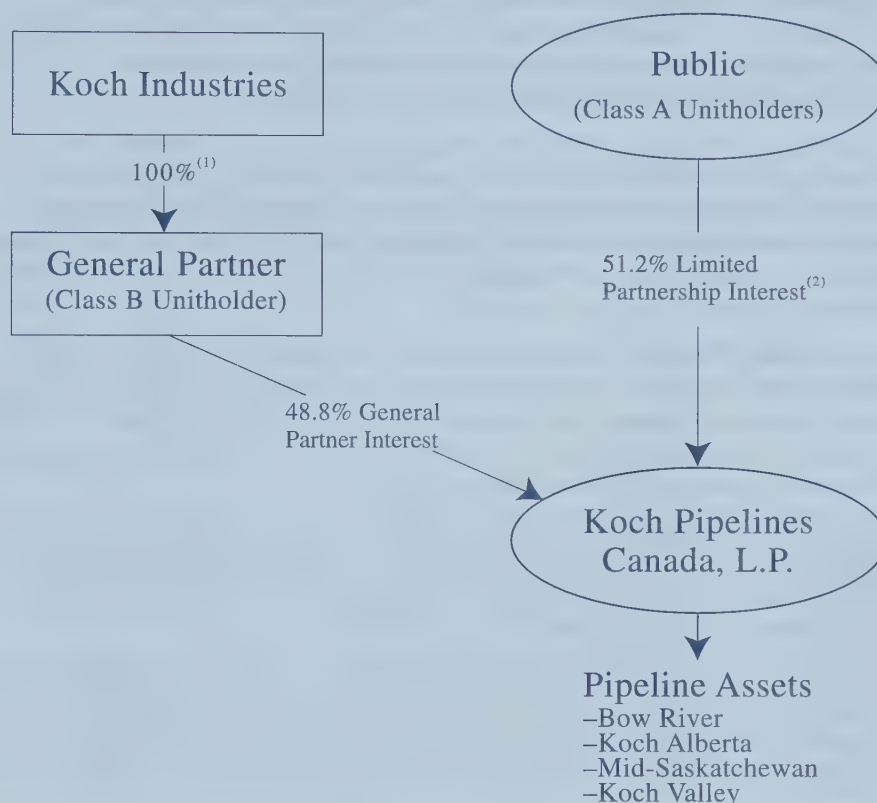 Koch Industries
100%(1)
General Partner
(Class B Unitholder)
48.8% General
Partner Interest
Public
(Class A Unitholders)
51.2% Limited
Partnership Interest(2)
Koch Pipelines
Canada, L.P.
Pipeline Assets
–Bow River
–Koch Alberta
–Mid-Saskatchewan
–Koch Valley